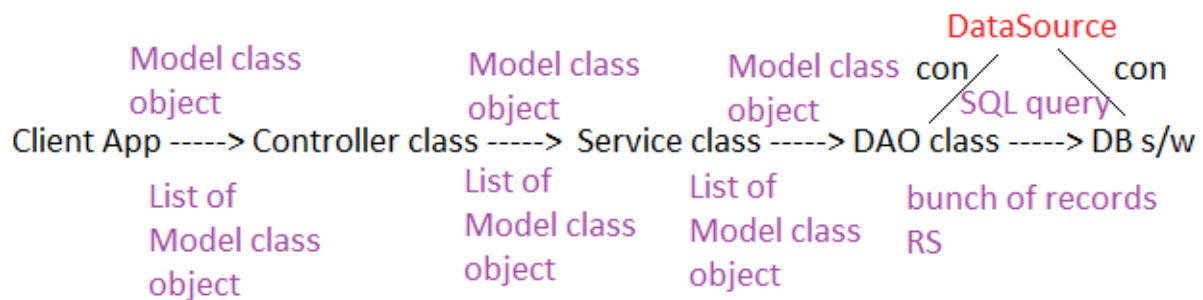 DataSource
Model class
object
Model class
object
Model class
object
con
con
SQL query
Client App -----> Controller class -----> Service class -----> DAO class -----> DB s/w
List of
Model class
object
List of
Model class
object
List of
Model class
object
bunch of records
RS